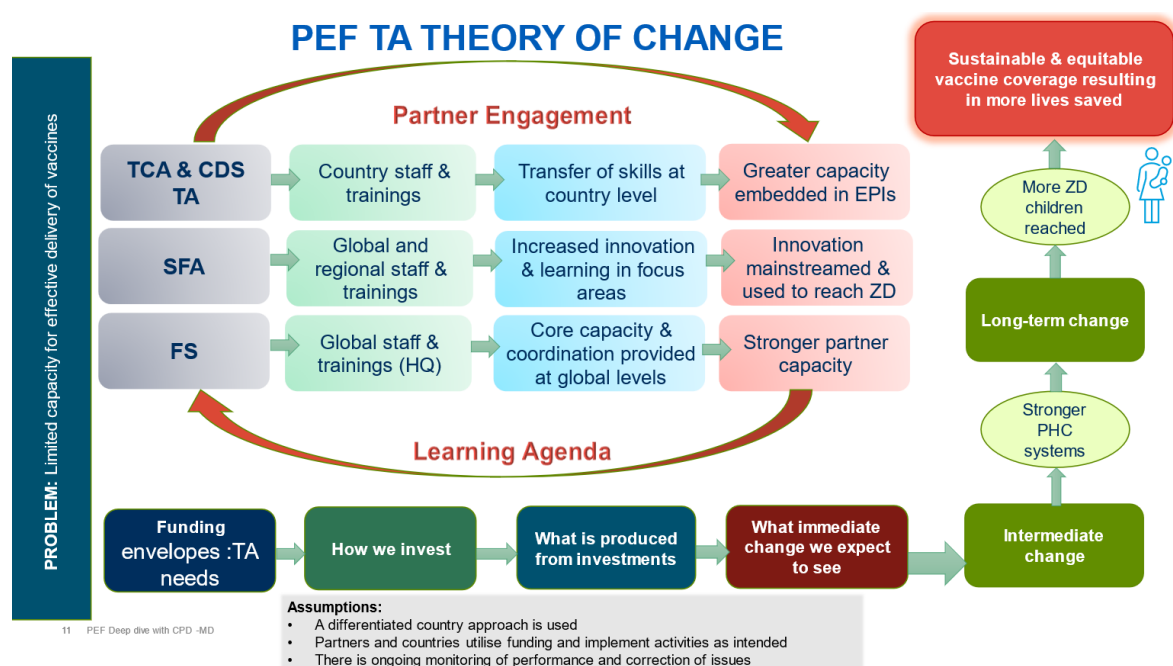 PEF TA THEORY OF CHANGE
PROBLEM: Limited capacity for effective delivery of vaccines
Partner Engagement
TCA & CDS
TA
Country staff &
trainings
Transfer of skills at
country level
Greater capacity
embedded in EPIs
SFA
Global and
regional staff &
trainings
Increased innovation
& learning in focus
areas
Innovation
mainstreamed &
used to reach ZD
FS
Global staff &
trainings (HQ)
Core capacity &
coordination provided
at global levels
Stronger partner
capacity
Learning Agenda
Funding
envelopes :TA
needs
How we invest
What is produced
from investments
What immediate
change we expect
to see
Intermediate
change
Stronger
PHC
systems
Long-term change
More ZD
children
reached
Sustainable & equitable
vaccine coverage resulting
in more lives saved
Assumptions:
• A differentiated country approach is used
• Partners and countries utilise funding and implement activities as intended
• There is ongoing monitoring of performance and correction of issues
11 PEF Deep dive with CPD -MD